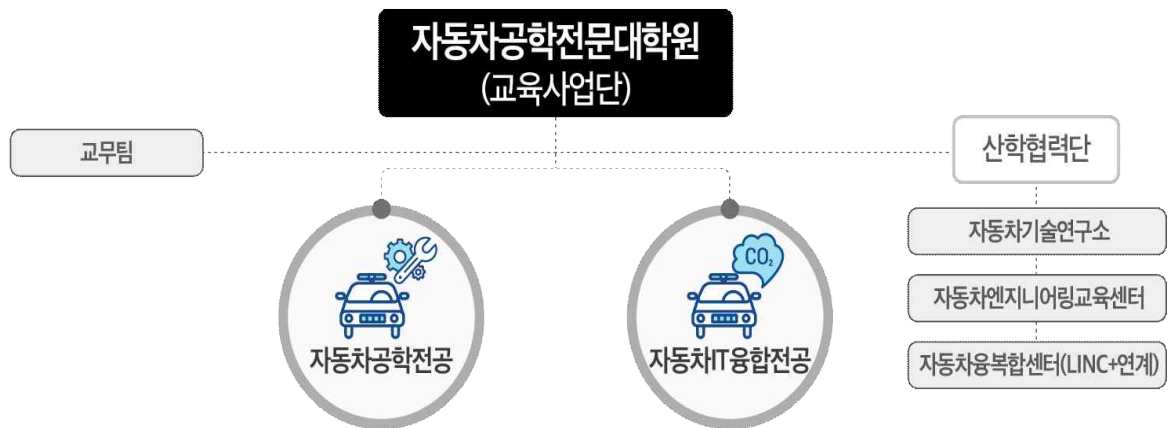 자동차공학전문대학원
(교육사업단)
교무팀
산학협력단
자동차기술연구소
CO₂
자동차엔지니어링교육센터
자동차공학전공
자동차IT융합전공
자동차융복합센터(LINC+연계)